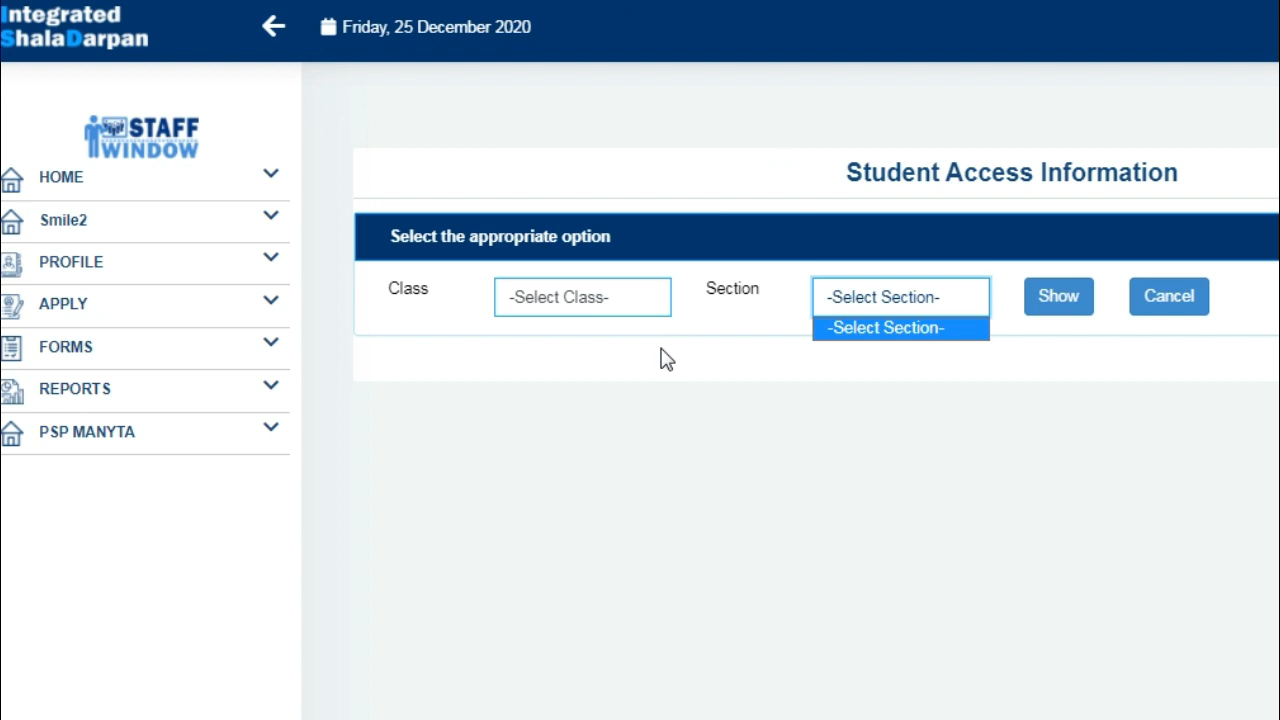 Integrated
ShalaDarpan
Friday, 25 December 2020
STAFF
WINDOW
HOME
Smile2
PROFILE
APPLY
FORMS
REPORTS
PSP MANYTA
Student Access Information
Select the appropriate option
Class
-Select Class-
Section
-Select Section-
Show
Cancel
-Select Section-